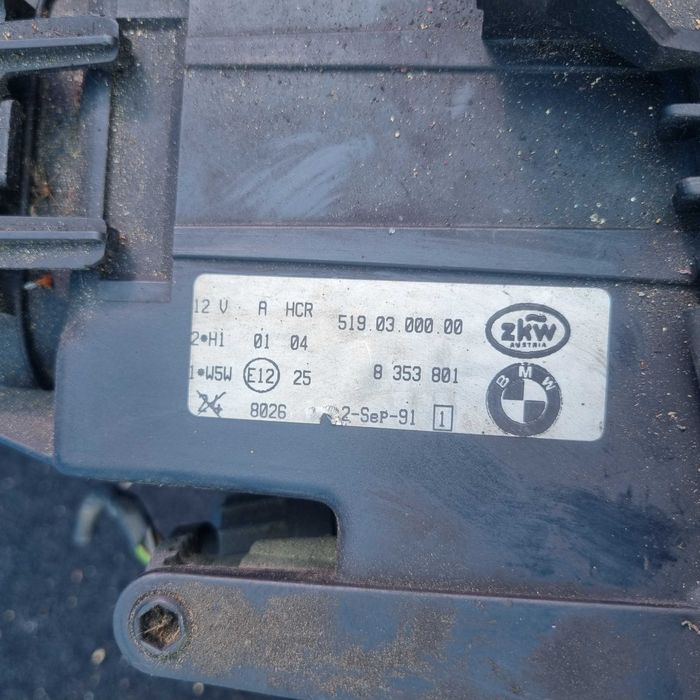 12 V A HCR 519.03.000.00
2*H1 01 04
1*W5W E12 25 8 353 801
24 8026 2-SeP-91 1
zkw
AUSTRIA
BMW